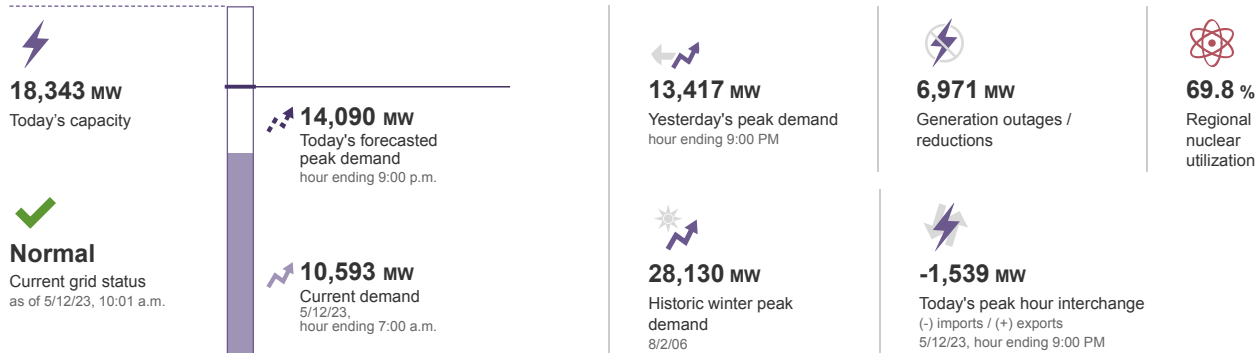 18,343 MW
Today's capacity
Normal
Current grid status
as of 5/12/23, 10:01 a.m.
14,090 MW
Today's forecasted
peak demand
hour ending 9:00 p.m.
10,593 MW
Current demand
5/12/23,
hour ending 7:00 a.m.
13,417 MW
Yesterday's peak demand
hour ending 9:00 PM
6,971 MW
Generation outages /
reductions
69.8 %
Regional
nuclear
utilization
28,130 MW
Historic winter peak
demand
8/2/06
-1,539 MW
Today's peak hour interchange
(-) imports / (+) exports
5/12/23, hour ending 9:00 PM